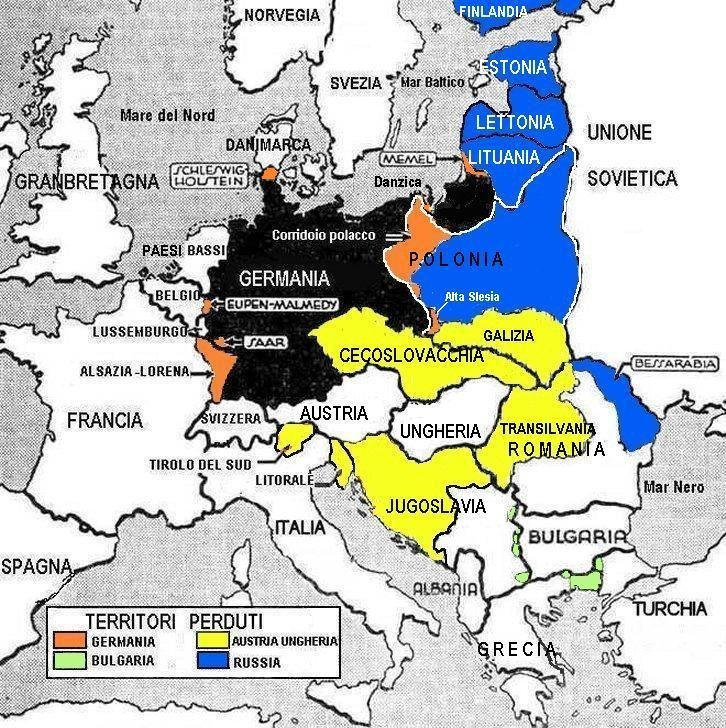 NORVEGIA
FINLANDIA
SVEZIA
Mar Baltico
ESTONIA
Mare del Nord
LETTONIA
UNIONE
DANIMARCA
MEMEL
LITUANIA
SCHLESWIG
HOLSTEIN
GRANBRETAGNA
Danzica
SOVIETICA
Corridoio polacco
PAESI BASSI
POLONIA
GERMANIA
BELGIO
EUPEN-MALMEDY
Alta Slesia
LUSSEMBURGO
SAAR
GALIZIA
CECOSLOVACCHIA
BESSARABIA
ALSAZIA-LORENA
FRANCIA
SVIZZERA
AUSTRIA
UNGHERIA
TRANSILVANIA
ROMANIA
TIROLO DEL SUD
LITORALE
JUGOSLAVIA
Mar Nero
ITALIA
BULGARIA
SPAGNA
ALBANIA
TURCHIA
GRECIA
TERRITORI PERDUTI
GERMANIA
AUSTRIA UNGHERIA
BULGARIA
RUSSIA